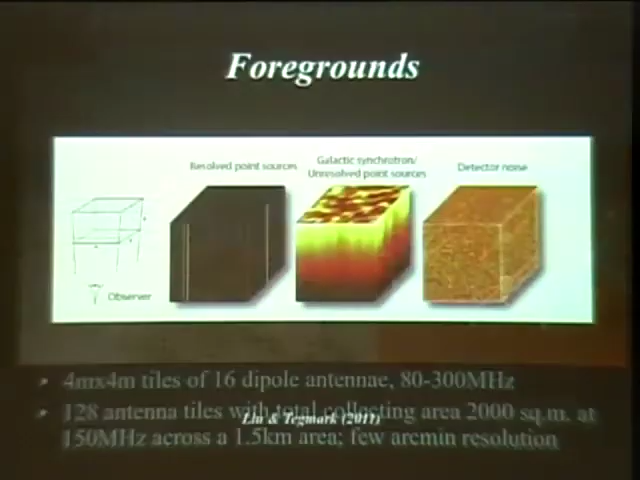 Foregrounds
Resolved point sources
Galactic synchrotron/
Unresolved point sources
Detector noise
Observer
4mx4m tiles of 16 dipole antennae, 80-300MHz
128 antenna tiles with total collecting area 2000 sq.m. at
Liu & Tegmark (2011)
150MHz across a 1.5km area; few arcmin resolution